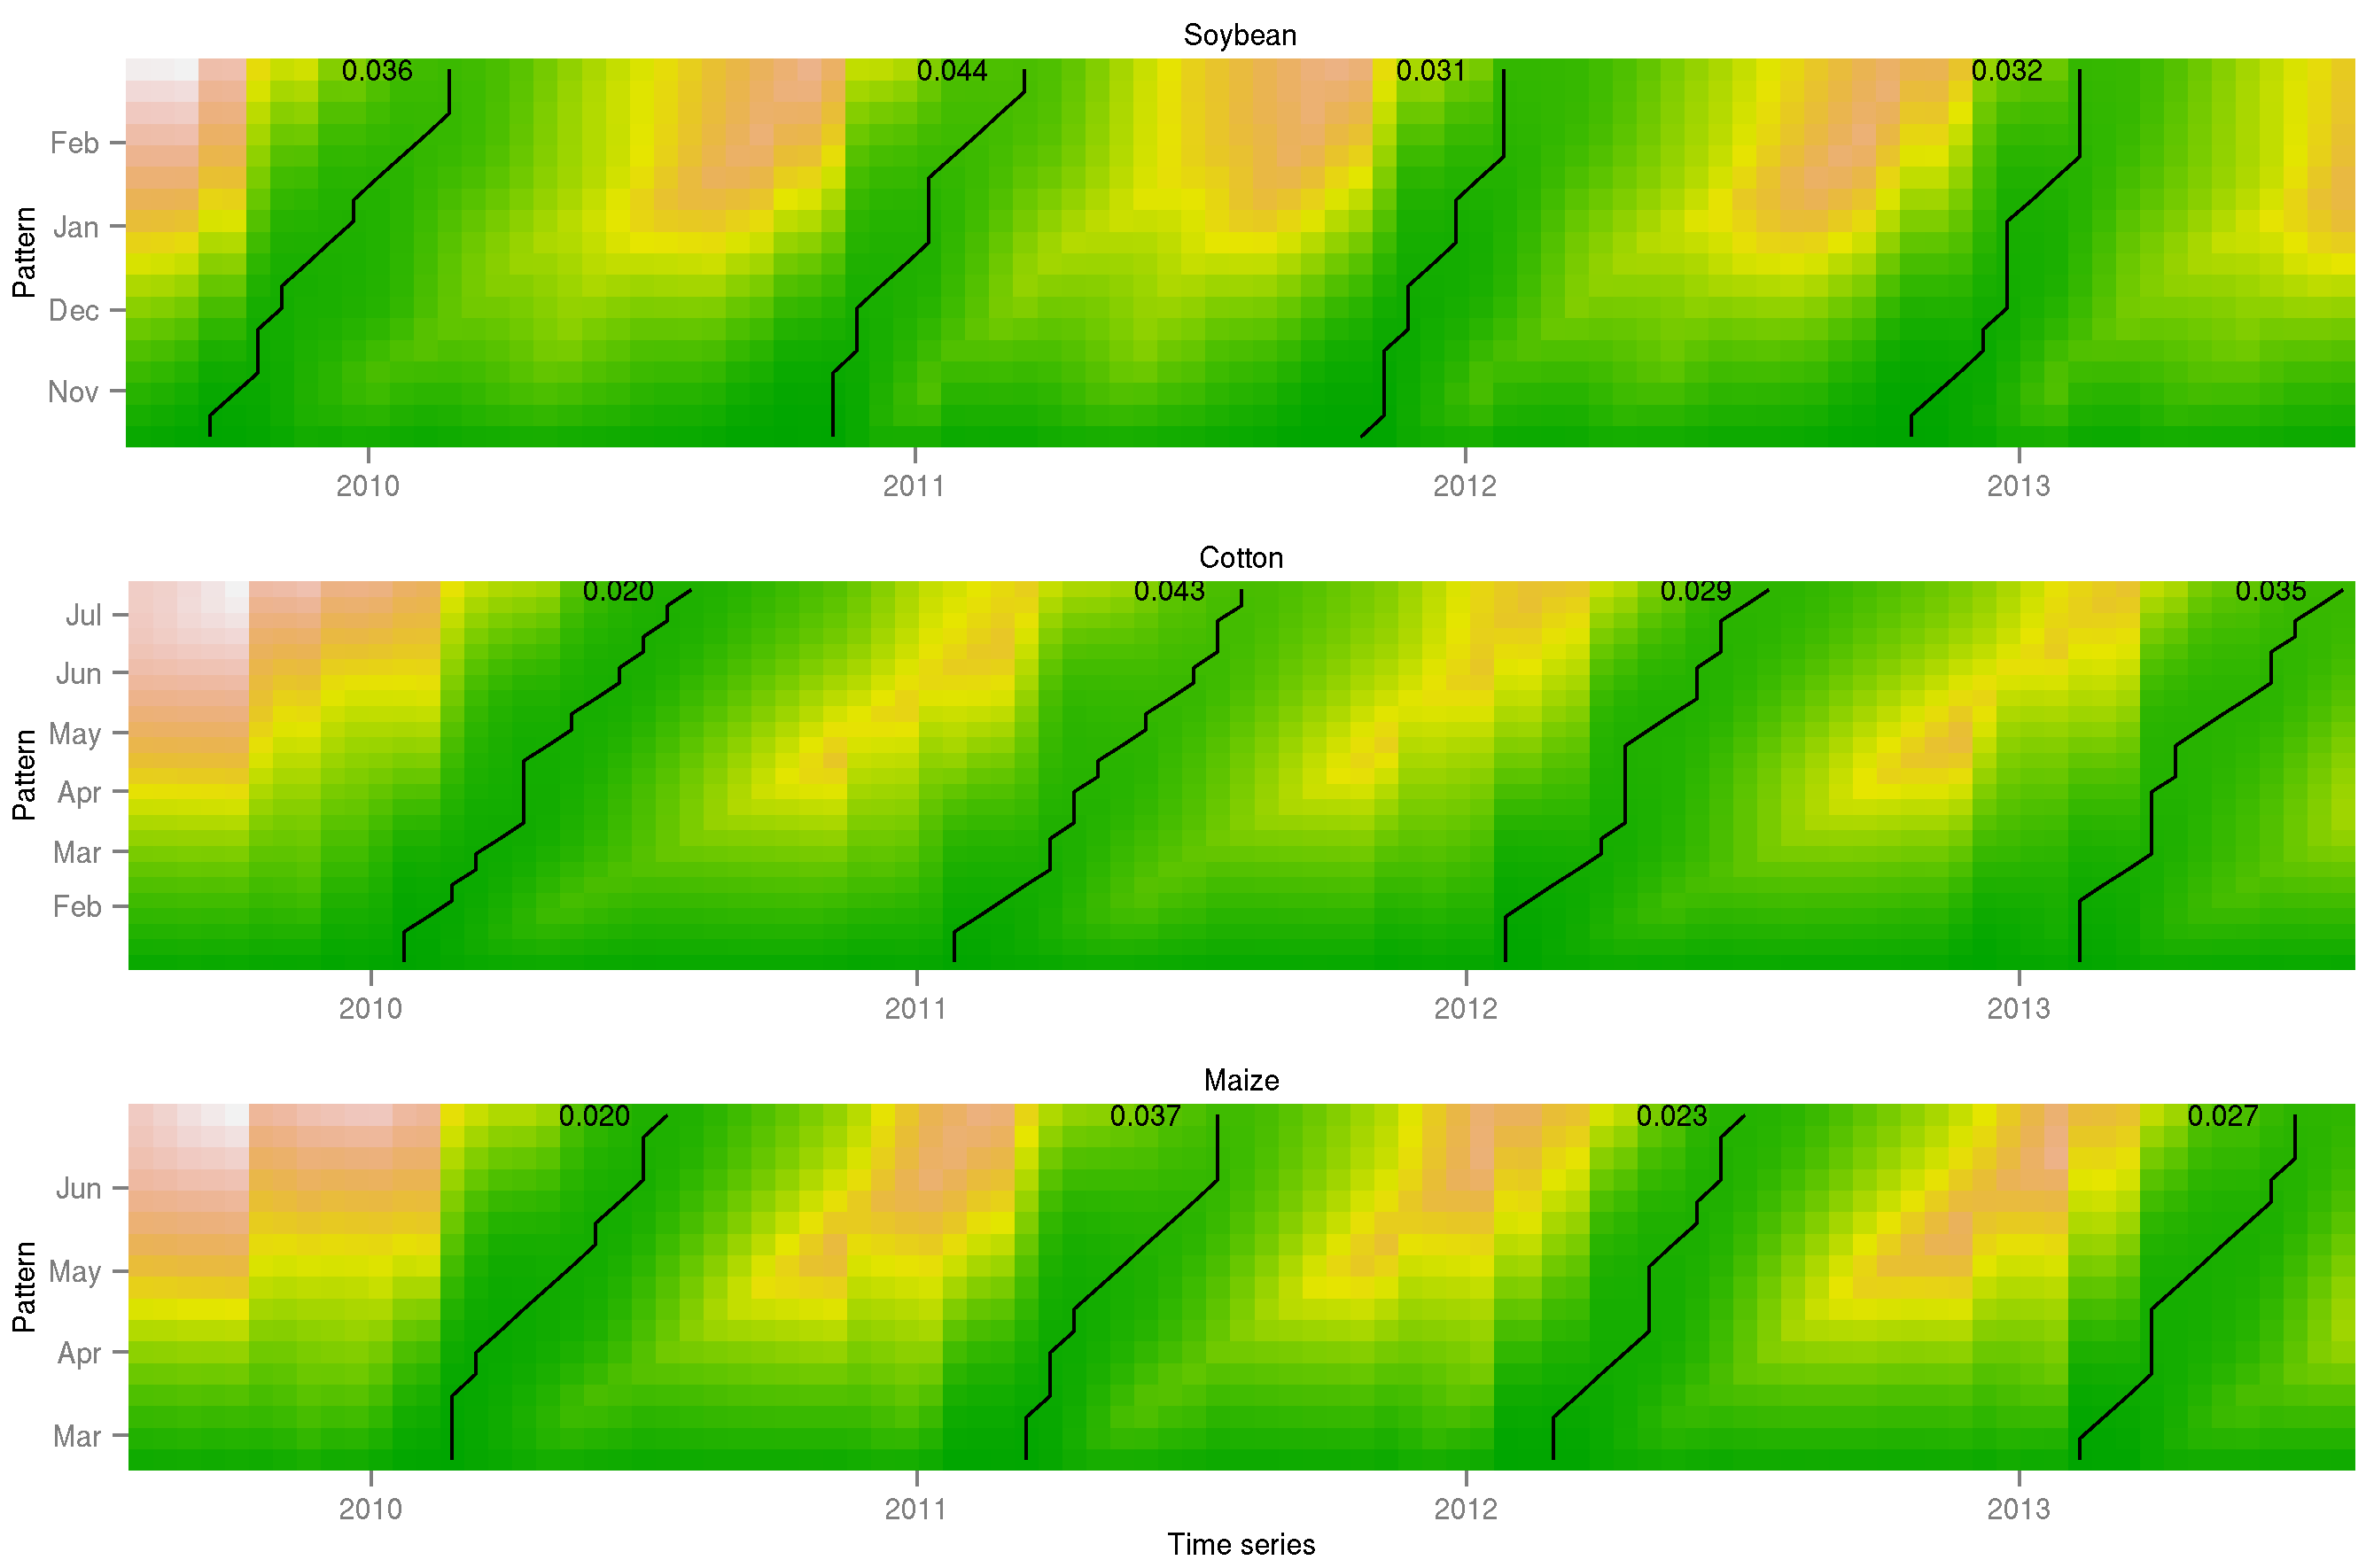 Soybean
0.036 0.044 0.031 0.032
Feb
Jan
Dec
Nov
Pattern
2010 2011 2012 2013
Cotton
0.020 0.043 0.029 0.035
Jul
Jun
May
Apr
Mar
Feb
Pattern
2010 2011 2012 2013
Maize
0.020 0.037 0.023 0.027
Jun
May
Apr
Mar
Pattern
2010 2011 2012 2013
Time series